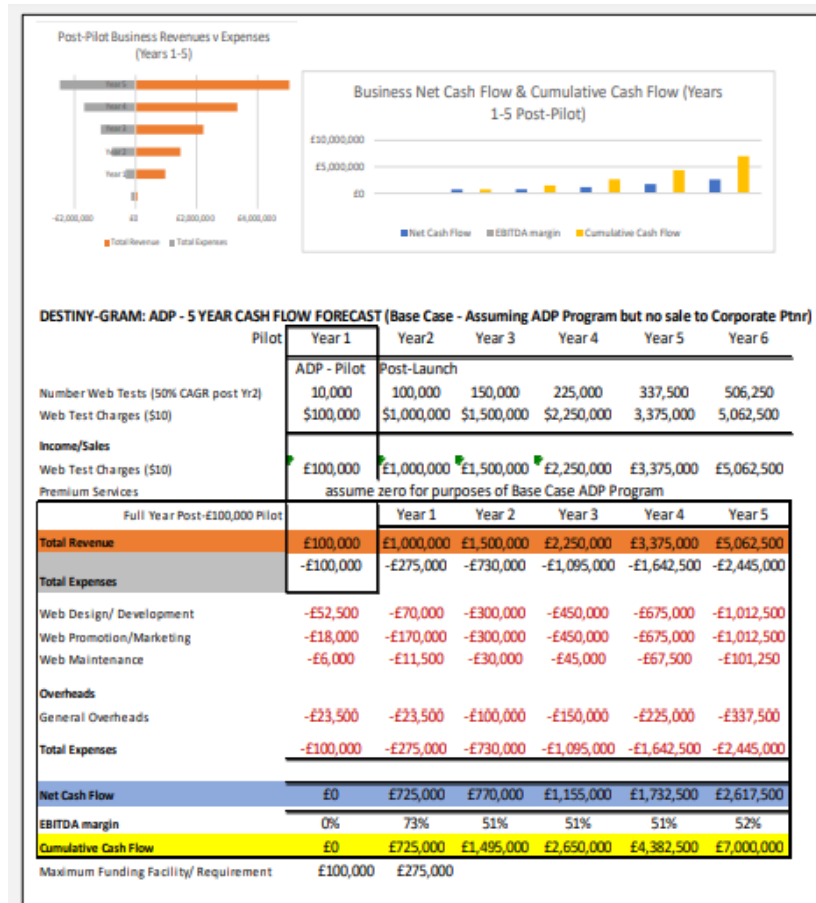 Post-Pilot Business Revenues v Expenses
(Years 1-5)
Year 5
Year 4
Year 3
Year 2
Year 1
-£2,000,000 £0 £2,000,000 £4,000,000
Total Revenue Total Expenses
Business Net Cash Flow & Cumulative Cash Flow (Years
1-5 Post-Pilot)
£10,000,000
£5,000,000
£0
Net Cash Flow EBITDA margin Cumulative Cash Flow
DESTINY-GRAM: ADP - 5 YEAR CASH FLOW FORECAST (Base Case - Assuming ADP Program but no sale to Corporate Ptnr)
Pilot Year 1 Year2 Year 3 Year 4 Year 5 Year 6
ADP - Pilot Post-Launch
Number Web Tests (50% CAGR post Yr2) 10,000 100,000 150,000 225,000 337,500 506,250
Web Test Charges ($10) $100,000 $1,000,000 $1,500,000 $2,250,000 3,375,000 5,062,500
Income/Sales
Web Test Charges ($10) £100,000 £1,000,000 £1,500,000 £2,250,000 £3,375,000 £5,062,500
Premium Services assume zero for purposes of Base Case ADP Program
Full Year Post-£100,000 Pilot Year 1 Year 2 Year 3 Year 4 Year 5
Total Revenue £100,000 £1,000,000 £1,500,000 £2,250,000 £3,375,000 £5,062,500
Total Expenses -£100,000 -£275,000 -£730,000 -£1,095,000 -£1,642,500 -£2,445,000
Web Design/ Development -£52,500 -£70,000 -£300,000 -£450,000 -£675,000 -£1,012,500
Web Promotion/Marketing -£18,000 -£170,000 -£300,000 -£450,000 -£675,000 -£1,012,500
Web Maintenance -£6,000 -£11,500 -£30,000 -£45,000 -£67,500 -£101,250
Overheads
General Overheads -£23,500 -£23,500 -£100,000 -£150,000 -£225,000 -£337,500
Total Expenses -£100,000 -£275,000 -£730,000 -£1,095,000 -£1,642,500 -£2,445,000
Net Cash Flow £0 £725,000 £770,000 £1,155,000 £1,732,500 £2,617,500
EBITDA margin 0% 73% 51% 51% 51% 52%
Cumulative Cash Flow £0 £725,000 £1,495,000 £2,650,000 £4,382,500 £7,000,000
Maximum Funding Facility/ Requirement £100,000 £275,000